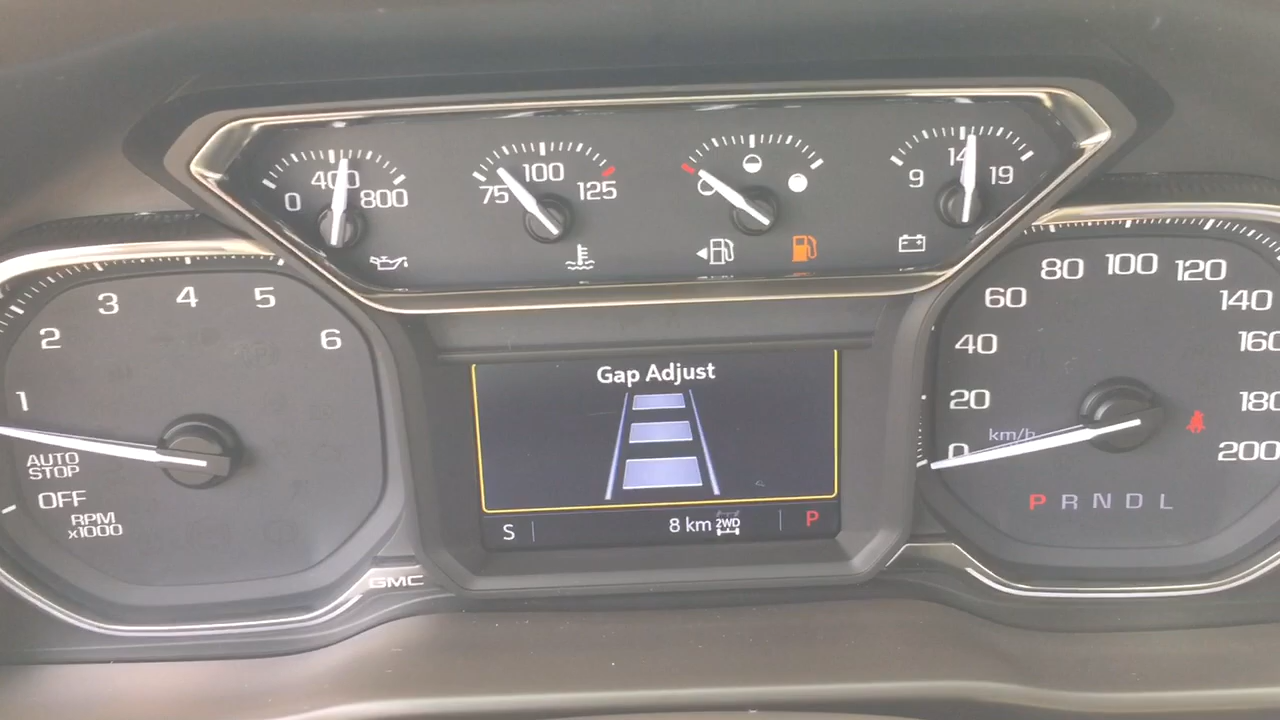 0 400 800
75 100 125
9 14 19
1 2 3 4 5 6
AUTO
STOP
OFF
RPM
x1000
GMC
Gap Adjust
S
8 km 2WD
P
0 20 40 60 80 100 120 140 160 180 200
km/h
P R N D L